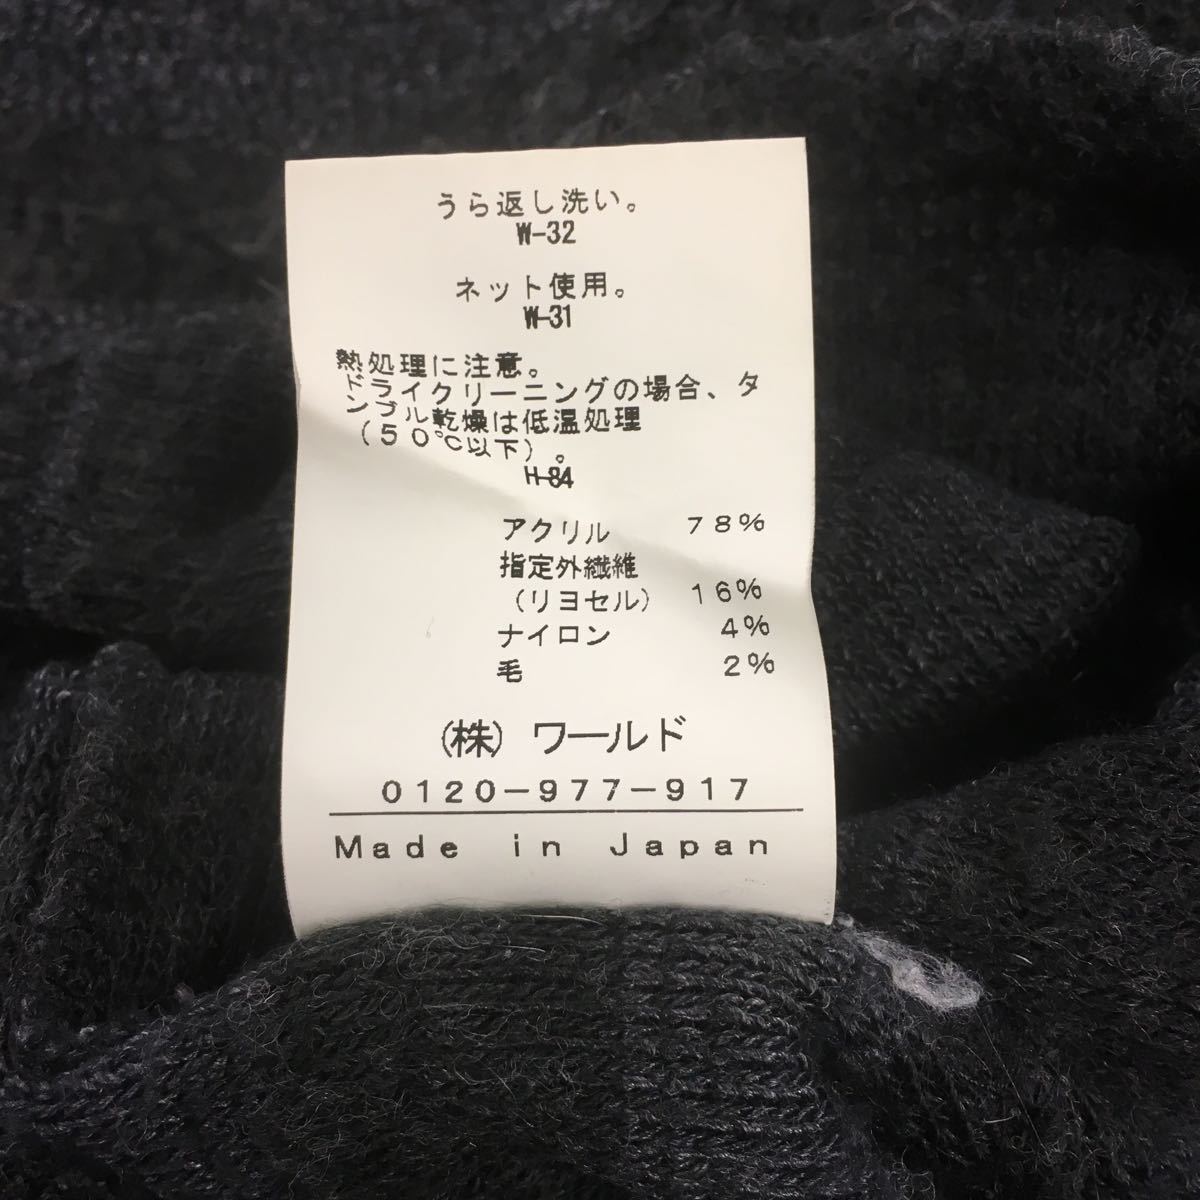 うら返し洗い。
W-32
ネット使用。
W-31
熱処理に注意。
ドライクリーニングの場合、タ
ンブル乾燥は低温処理
（５０℃以下）。
H-84
アクリル ７８％
指定外繊維
（リヨセル） １６％
ナイロン ４％
毛 ２％
（株）ワールド
０１２０－９７７－９１７
Ｍａｄｅ ｉｎ Ｊａｐａｎ